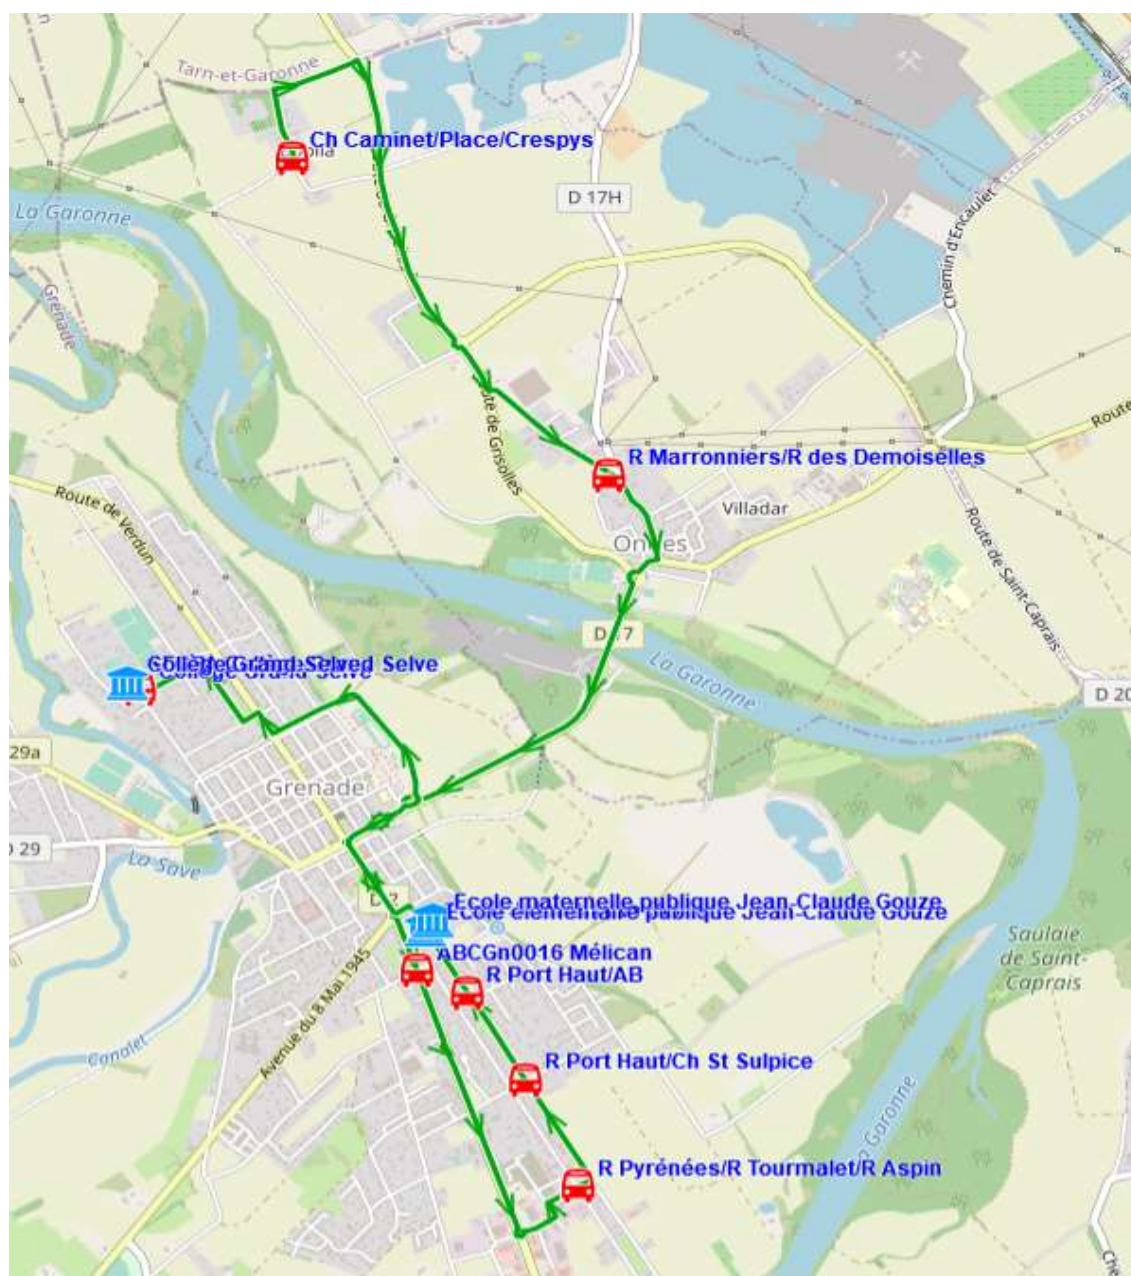 Tarn-et-Garonne
Ch Caminet/Place/Crespys
La Garonne
D 17H
Chemin d'Encaulet
Grenade
Route
R Marronniers/R des Demoiselles
Route de Verdun
Route de Grisolles
Villadar
Route de Saint-Caprais
D 17
La Garonne
D 20
Collège Grand Selve
29a
Grenade
D 29
La Save
D 2
Ecole maternelle publique Jean-Claude Gouze
Ecole élémentaire publique Jean-Claude Gouze
ABCGn0016 Mélican
R Port Haut/AB
Saulaie
de Saint-
Caprais
Avenue du 8 Mai 1945
Canalet
R Port Haut/Ch St Sulpice
La Garonne
R Pyrénées/R Tourmalet/R Aspin
Che